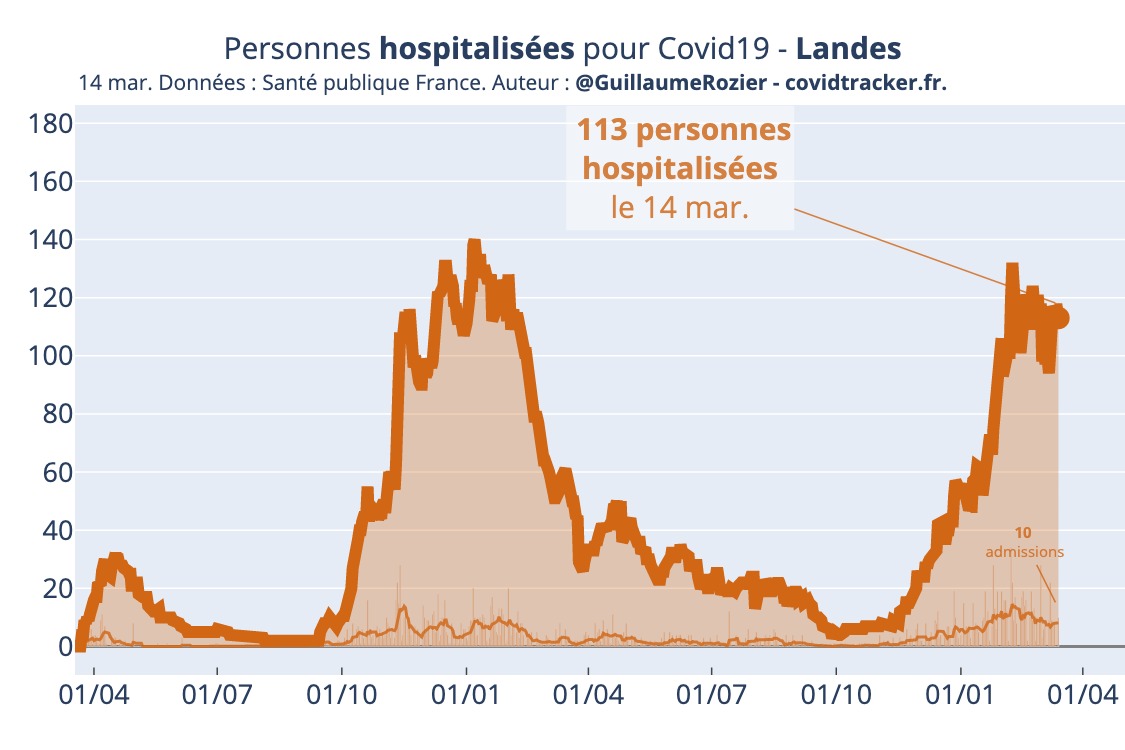 Personnes hospitalisées pour Covid19 - Landes
14 mar. Données : Santé publique France. Auteur : @GuillaumeRozier - covidtracker.fr.
180
113 personnes
hospitalisées
le 14 mar.
160
140
120
100
80
60
40
10
admissions
20
0
01/04 01/07 01/10 01/01 01/04 01/07 01/10 01/01 01/04